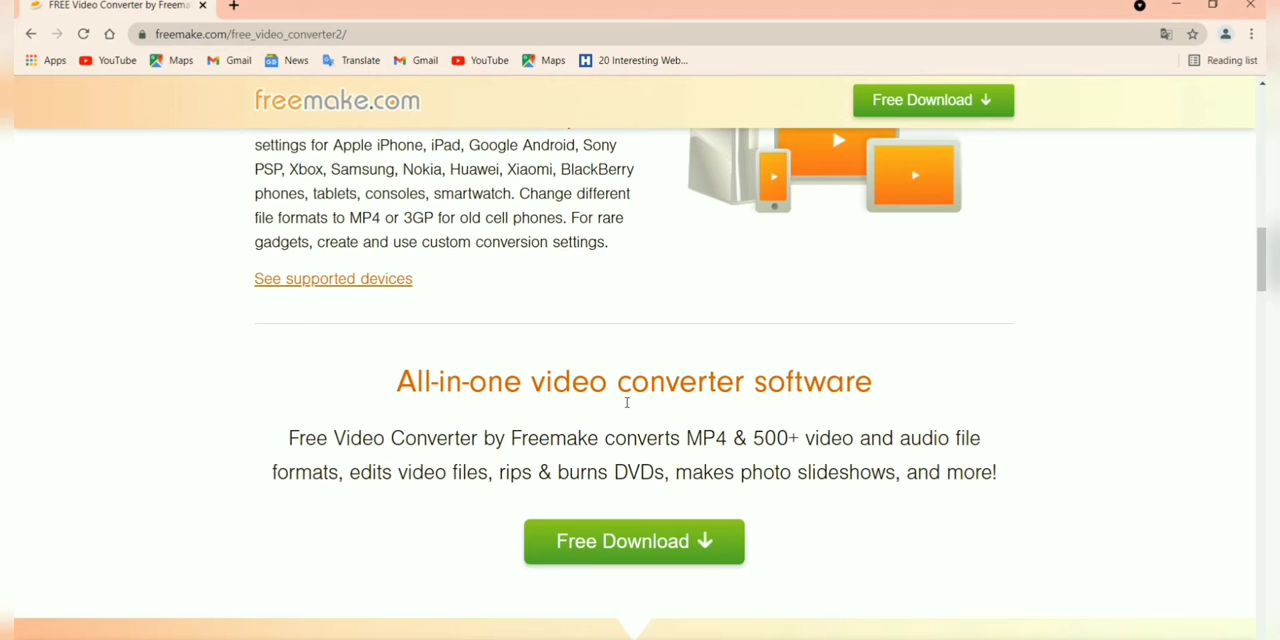 FREE Video Converter by Freema
freemake.com/free_video_converter2/
Apps YouTube Maps Gmail News Translate Gmail YouTube Maps 20 Interesting Web... Reading list
freemake.com
Free Download
settings for Apple iPhone, iPad, Google Android, Sony
PSP, Xbox, Samsung, Nokia, Huawei, Xiaomi, BlackBerry
phones, tablets, consoles, smartwatch. Change different
file formats to MP4 or 3GP for old cell phones. For rare
gadgets, create and use custom conversion settings.
See supported devices
All-in-one video converter software
Free Video Converter by Freemake converts MP4 & 500+ video and audio file
formats, edits video files, rips & burns DVDs, makes photo slideshows, and more!
Free Download